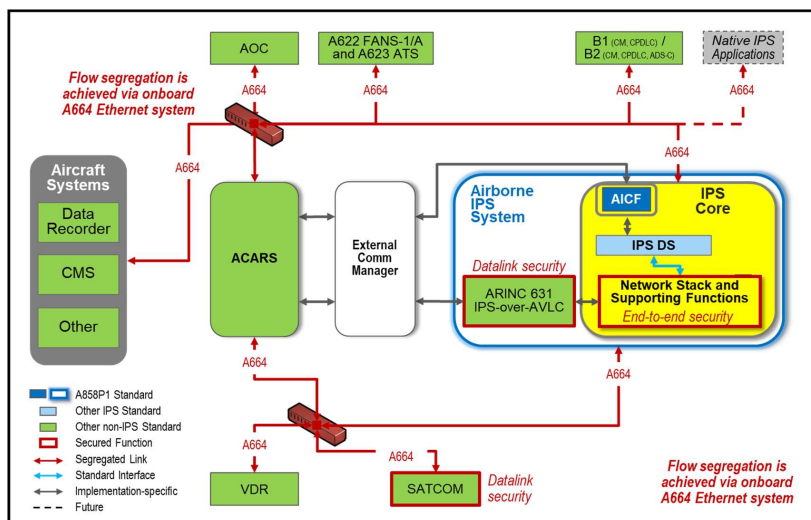 AOC
A622 FANS-1/A
and A623 ATS
B1 (CM, CPDLC) /
B2 (CM, CPDLC, ADS-C)
Native IPS
Applications
Flow segregation is
achieved via onboard
A664 Ethernet system
A664
A664
A664
A664
A664
A664
Aircraft
Systems
Data
Recorder
CMS
Other
ACARS
External
Comm
Manager
Airborne
IPS
System
AICF
IPS
Core
IPS DS
Datalink security
ARINC 631
IPS-over-AVLC
Network Stack and
Supporting Functions
End-to-end security
A664
A664
A858P1 Standard
Other IPS Standard
Other non-IPS Standard
Secured Function
Segregated Link
Standard Interface
Implementation-specific
Future
A664
A664
VDR
SATCOM
Datalink
security
Flow segregation is
achieved via onboard
A664 Ethernet system